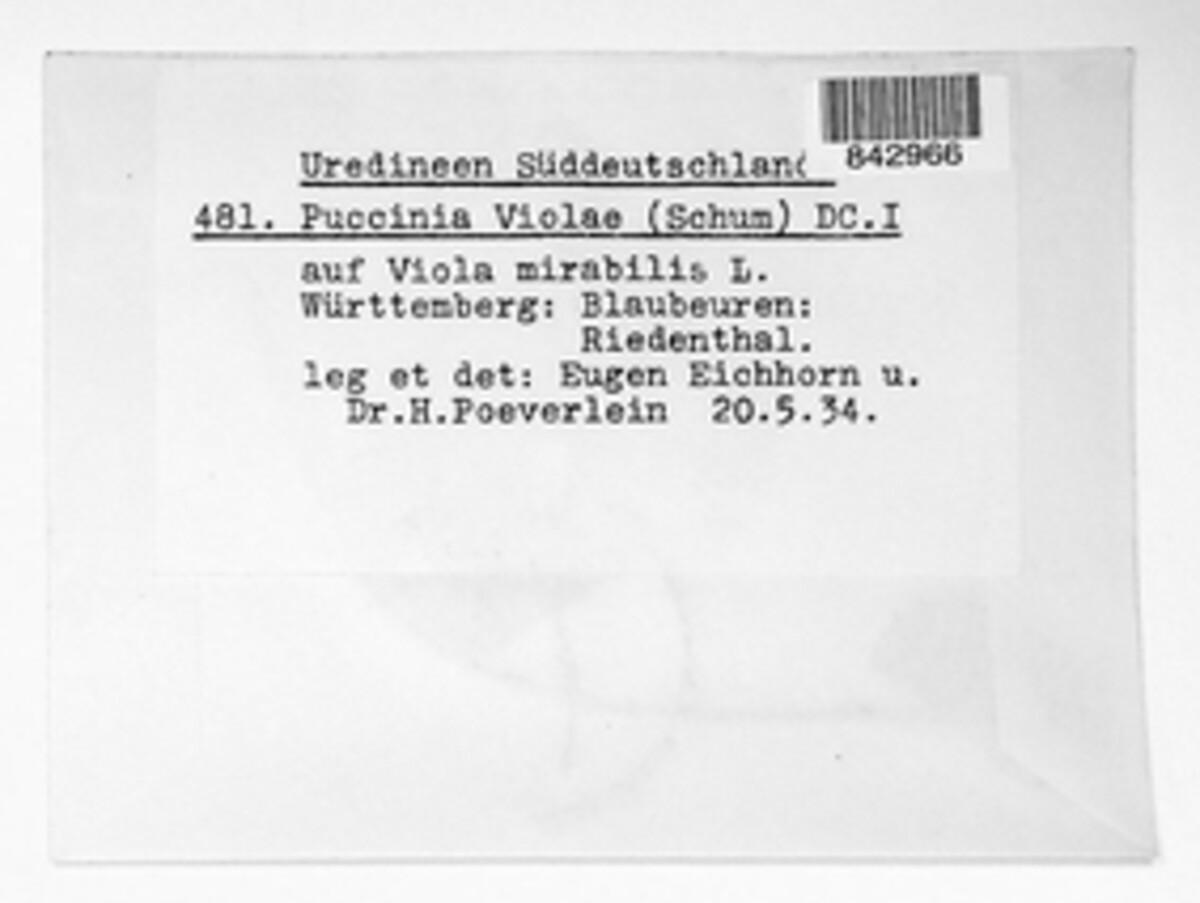 842966
Uredineen Süddeutschland
481. Puccinia Violae (Schum) DC.I
auf Viola mirabilis L.
Württemberg: Blaubeuren:
Riedenthal.
leg et det: Eugen Eichhorn u.
Dr.H.Poeverlein 20.5.34.